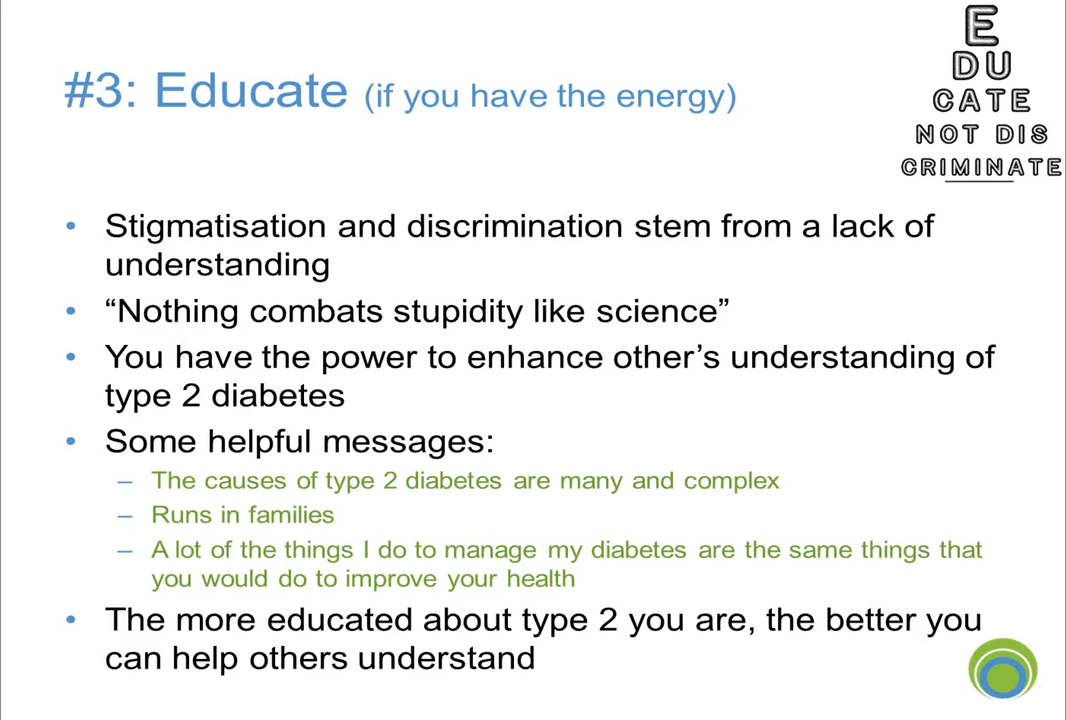 #3: Educate (if you have the energy)
E
DU
CATE
NOT DIS
CRIMINATE
• Stigmatisation and discrimination stem from a lack of
understanding
• “Nothing combats stupidity like science”
• You have the power to enhance other’s understanding of
type 2 diabetes
• Some helpful messages:
– The causes of type 2 diabetes are many and complex
– Runs in families
– A lot of the things I do to manage my diabetes are the same things that
you would do to improve your health
• The more educated about type 2 you are, the better you
can help others understand